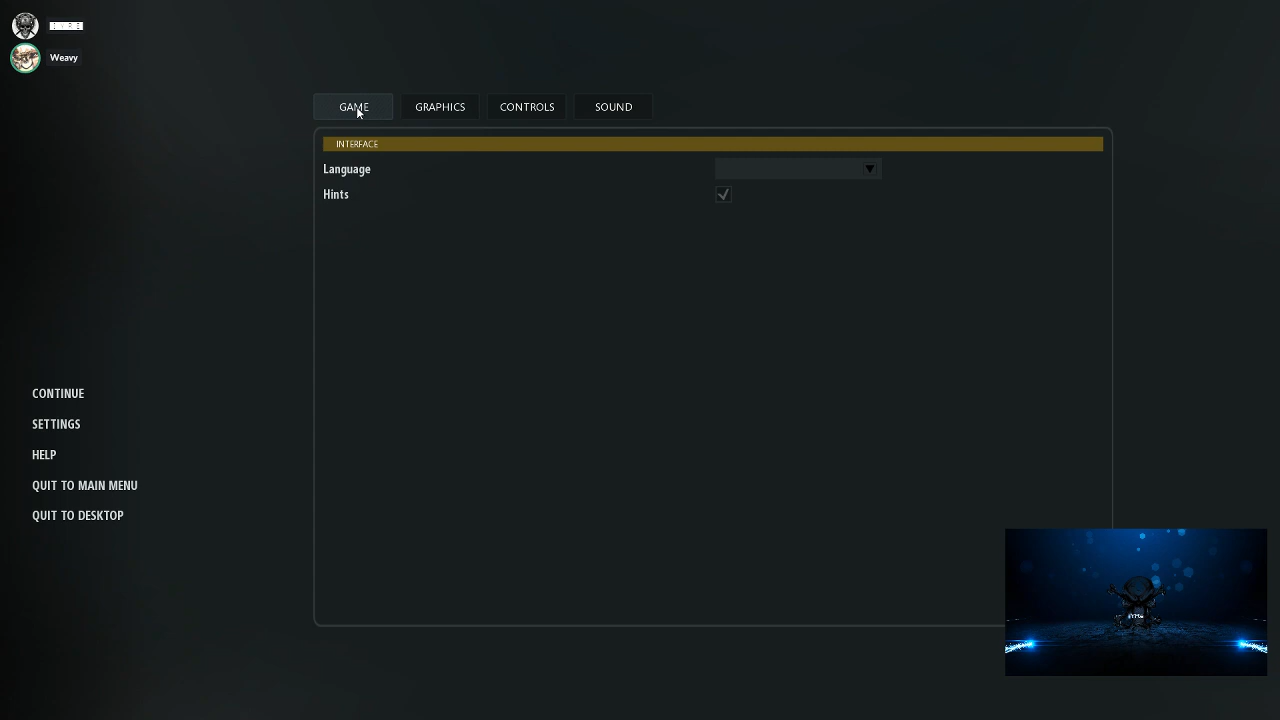 Weavy
GAME
GRAPHICS
CONTROLS
SOUND
INTERFACE
Language
Hints
CONTINUE
SETTINGS
HELP
QUIT TO MAIN MENU
QUIT TO DESKTOP